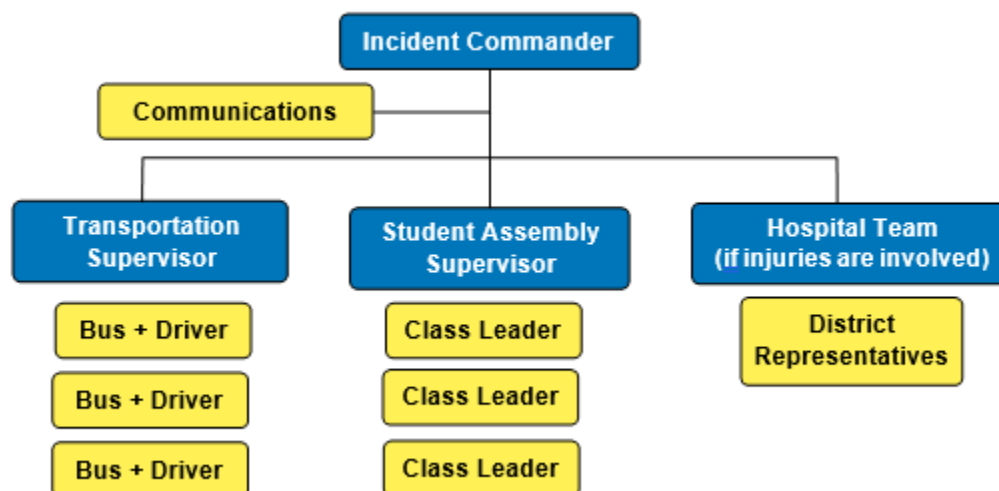 Incident Commander
Communications
Transportation
Supervisor
Student Assembly
Supervisor
Hospital Team
(if injuries are involved)
Bus + Driver
Class Leader
District
Representatives
Bus + Driver
Class Leader
Bus + Driver
Class Leader